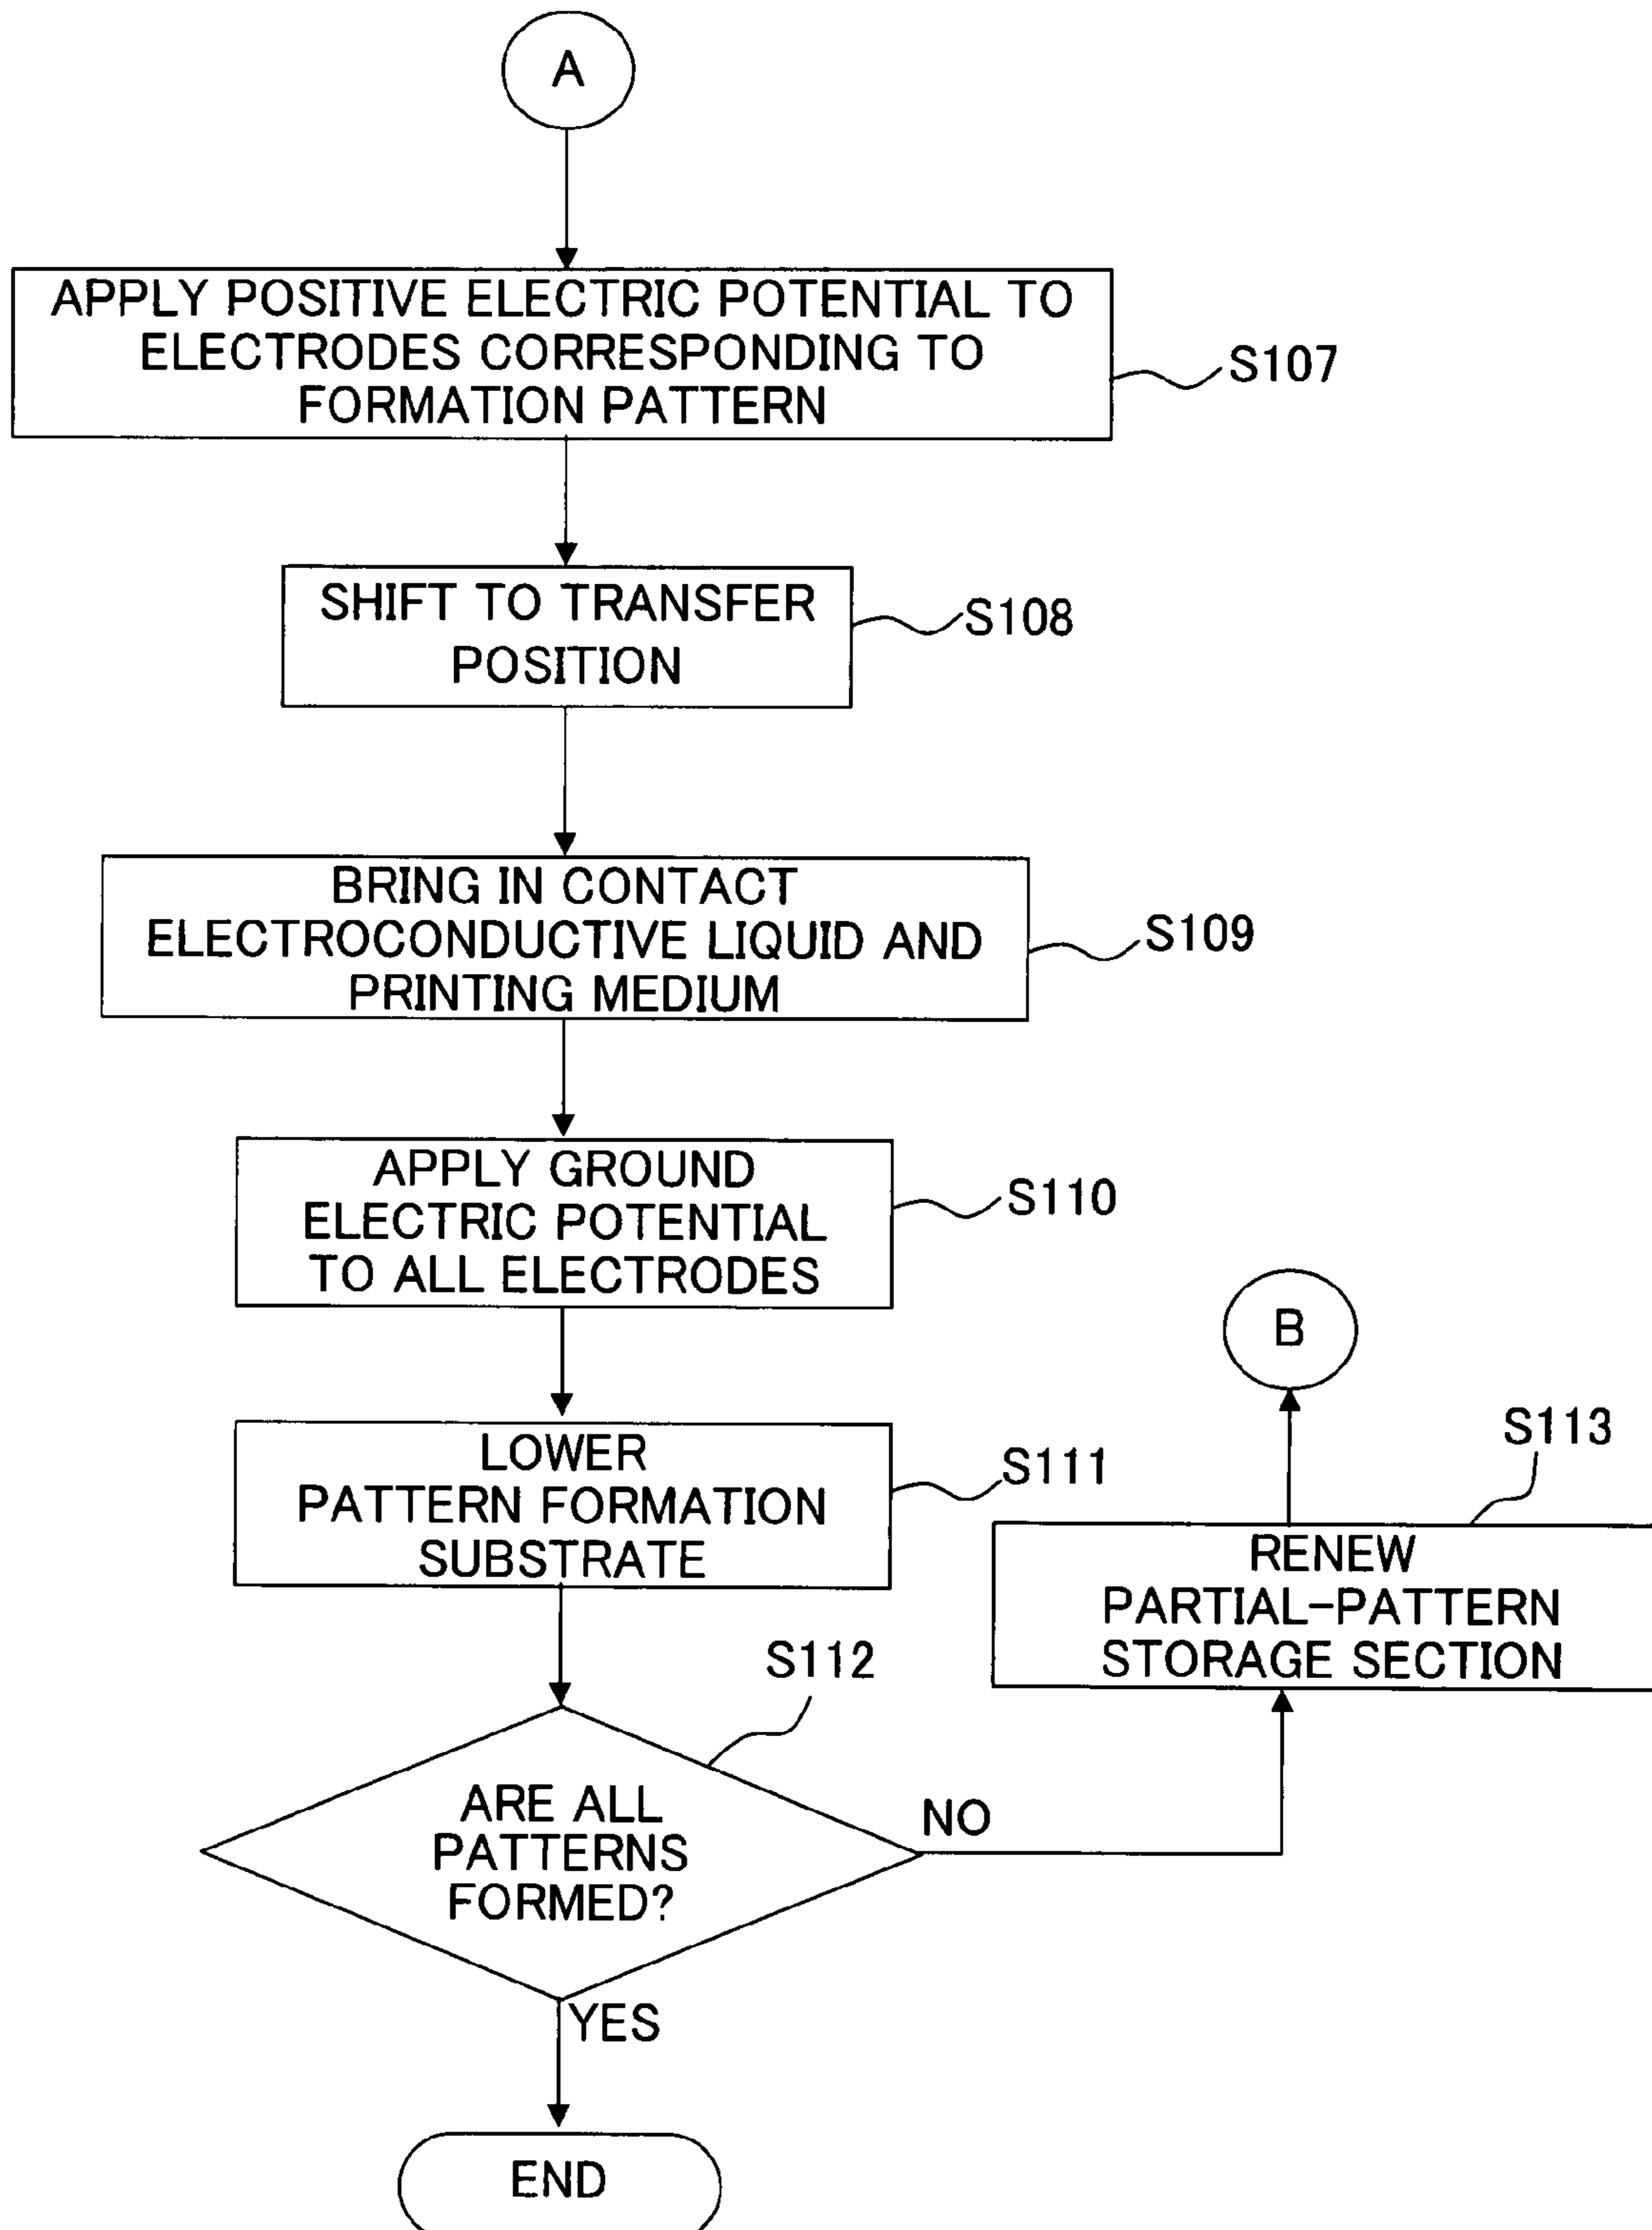 A
APPLY POSITIVE ELECTRIC POTENTIAL TO
ELECTRODES CORRESPONDING TO
FORMATION PATTERN
S107
SHIFT TO TRANSFER
POSITION
S108
BRING IN CONTACT
ELECTROCONDUCTIVE LIQUID AND
PRINTING MEDIUM
S109
APPLY GROUND
ELECTRIC POTENTIAL
TO ALL ELECTRODES
S110
LOWER
PATTERN FORMATION
SUBSTRATE
S111
ARE ALL
PATTERNS
FORMED?
S112
NO
YES
END
RENEW
PARTIAL-PATTERN
STORAGE SECTION
S113
B